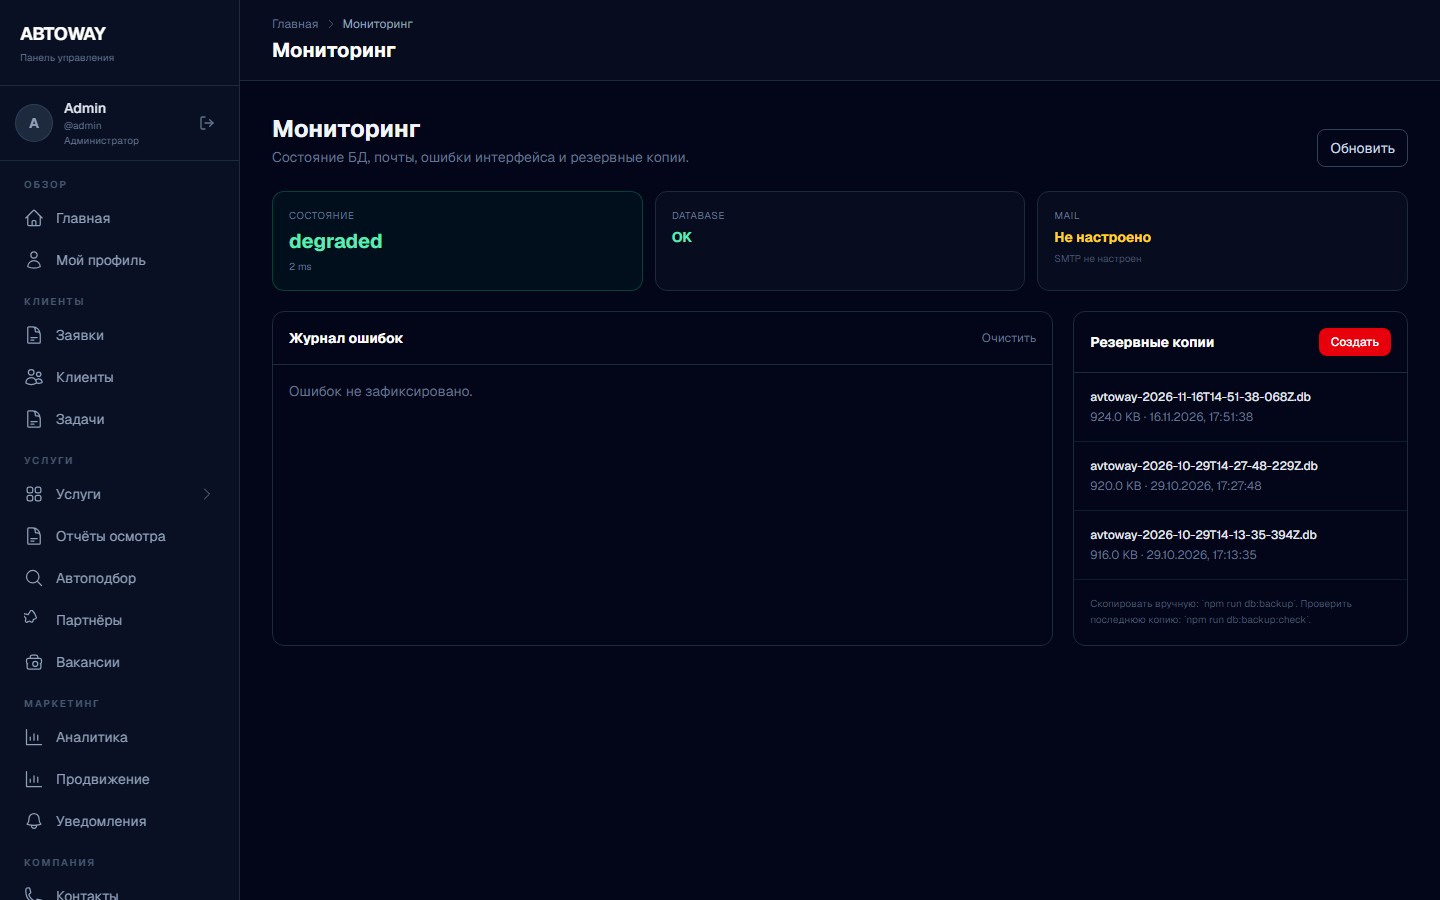 АВТОWAY
Панель управления
A
Admin
@admin
Администратор
ОБЗОР
Главная
Мой профиль
КЛИЕНТЫ
Заявки
Клиенты
Задачи
УСЛУГИ
Услуги
Отчёты осмотра
Автоподбор
Партнёры
Вакансии
МАРКЕТИНГ
Аналитика
Продвижение
Уведомления
КОМПАНИЯ
Контакты
Главная > Мониторинг
Мониторинг
Мониторинг
Состояние БД, почты, ошибки интерфейса и резервные копии.
Обновить
СОСТОЯНИЕ
degraded
2 ms
DATABASE
OK
MAIL
Не настроено
SMTP не настроен
Журнал ошибок
Очистить
Ошибок не зафиксировано.
Резервные копии
Создать
avtoway-2026-11-16T14-51-38-068Z.db
924.0 KB · 16.11.2026, 17:51:38
avtoway-2026-10-29T14-27-48-229Z.db
920.0 KB · 29.10.2026, 17:27:48
avtoway-2026-10-29T14-13-35-394Z.db
916.0 KB · 29.10.2026, 17:13:35
Скопировать вручную: `npm run db:backup`. Проверить
последнюю копию: `npm run db:backup:check`.